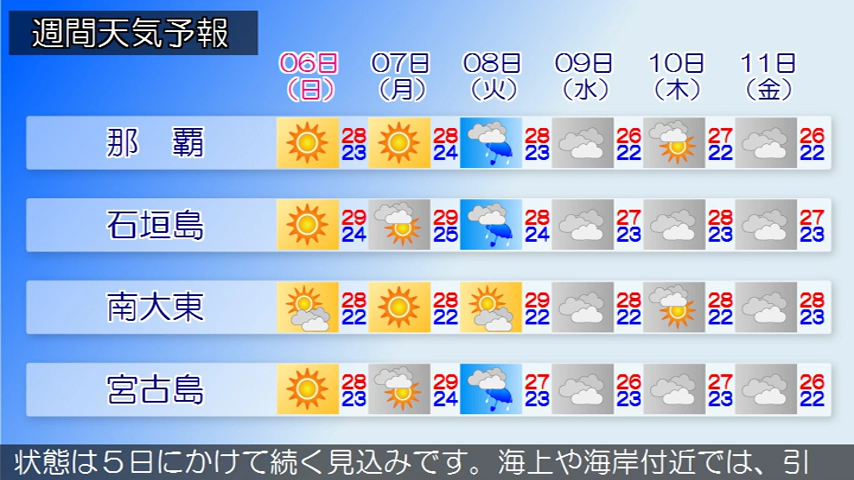 週間天気予報
06日 07日 08日 09日 10日 11日
(日) (月) (火) (水) (木) (金)
那　覇 28 23 28 24 28 23 26 22 27 22 26 22
石垣島 29 24 29 25 28 24 27 23 28 23 27 23
南大東 28 22 28 22 29 22 28 22 28 22 28 23
宮古島 28 23 29 24 27 23 26 23 27 23 26 22
状態は５日にかけて続く見込みです。海上や海岸付近では、引